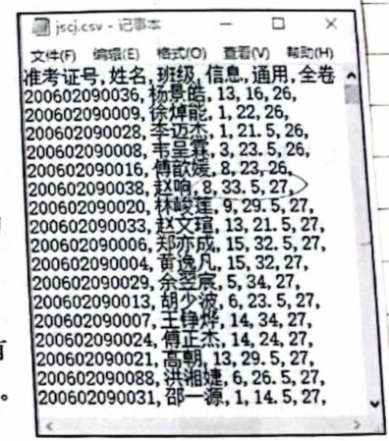 jscj.csv - 记事本
文件(F) 编辑(E) 格式(O) 查看(V) 帮助(H)
准考证号,姓名,班级,信息,通用,全卷
200602090036,杨景皓,13,16,26,
200602090009,徐焯能,1,22,26,
200602090028,李迈杰,1,21.5,26,
200602090008,韦呈霖,3,23.5,26,
200602090016,傅歆媛,8,23,26,
200602090038,赵响,8,33.5,27,
200602090020,林峻莲,9,29.5,27,
200602090033,赵文瑄,13,21.5,27,
200602090006,郑亦成,15,32.5,27,
200602090004,黄逸凡,15,32,27,
200602090029,余翌宸,5,34,27,
200602090013,胡少波,6,23.5,27,
200602090007,王铮烨,14,34,27,
200602090024,傅正杰,14,24,27,
200602090021,高朝,13,29.5,27,
200602090088,洪湘婕,6,26.5,27,
200602090031,邵一源,1,14.5,27,